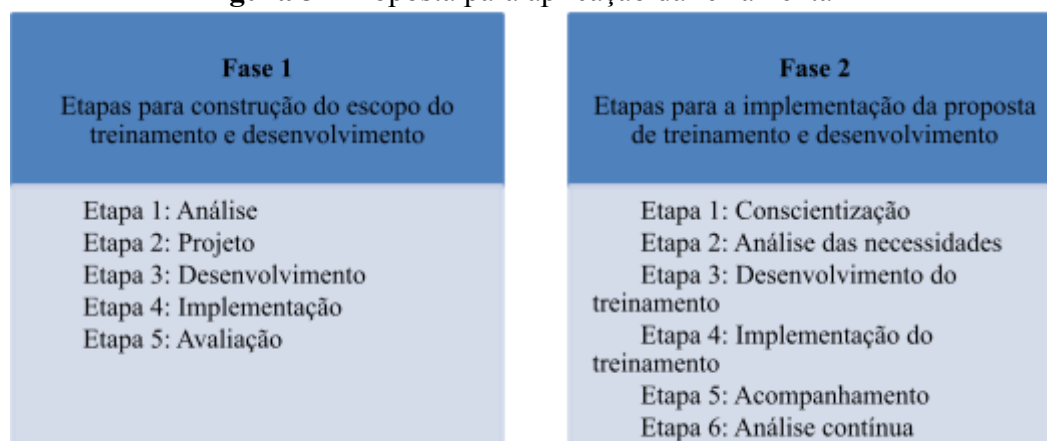 Fase 1
Etapas para construção do escopo do
treinamento e desenvolvimento
Etapa 1: Análise
Etapa 2: Projeto
Etapa 3: Desenvolvimento
Etapa 4: Implementação
Etapa 5: Avaliação
Fase 2
Etapas para a implementação da proposta
de treinamento e desenvolvimento
Etapa 1: Conscientização
Etapa 2: Análise das necessidades
Etapa 3: Desenvolvimento do
treinamento
Etapa 4: Implementação do
treinamento
Etapa 5: Acompanhamento
Etapa 6: Análise contínua